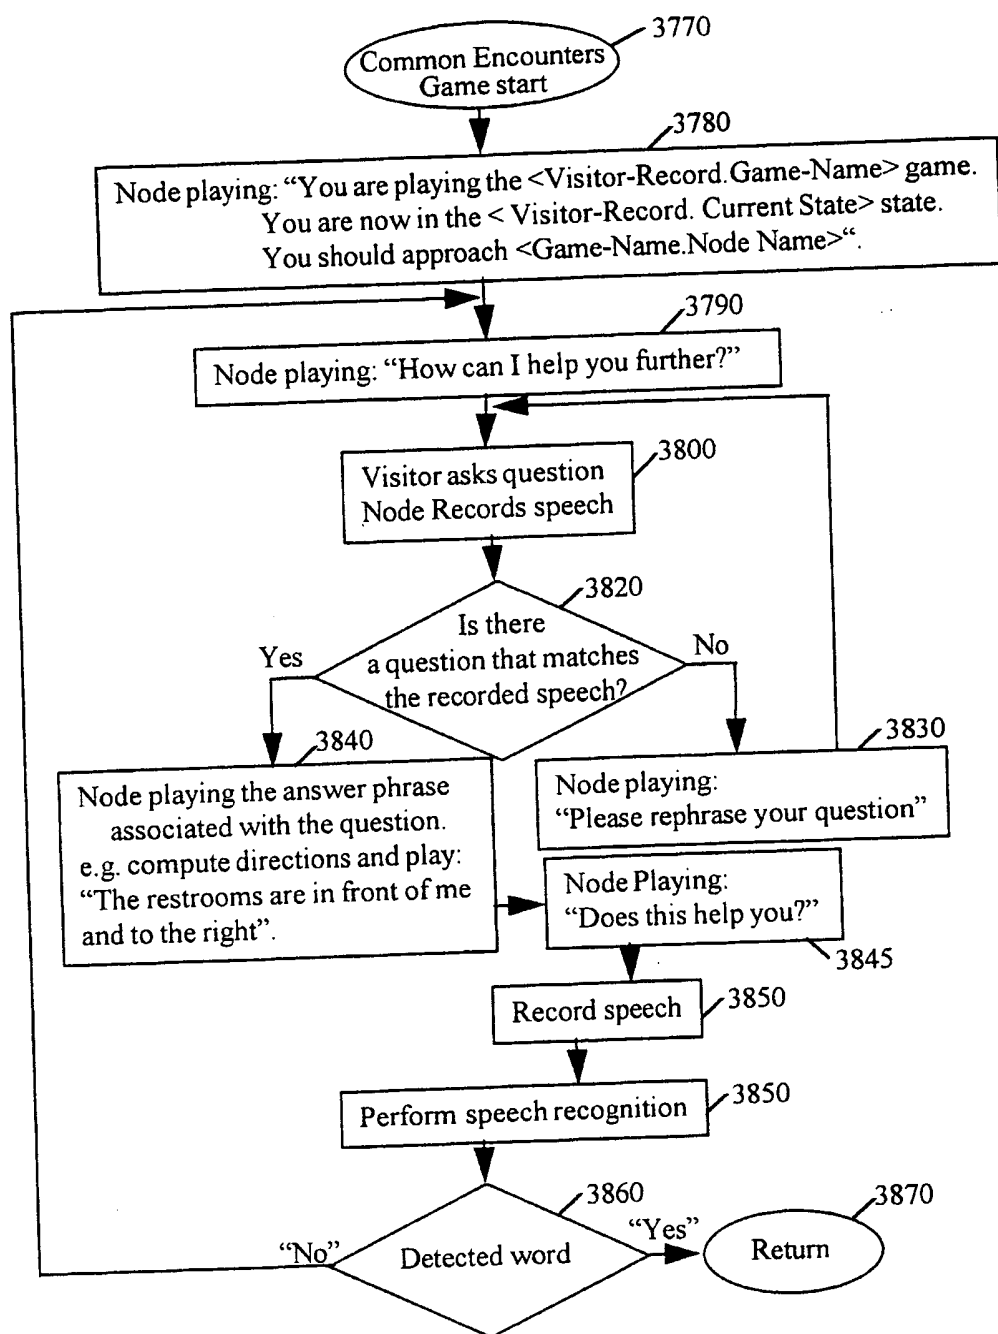 3770
Common Encounters
Game start
3780
Node playing: “You are playing the <Visitor-Record.Game-Name> game.
You are now in the < Visitor-Record. Current State> state.
You should approach <Game-Name.Node Name>“.
3790
Node playing: “How can I help you further?”
3800
Visitor asks question
Node Records speech
3820
Is there
a question that matches
the recorded speech?
Yes
No
3840
Node playing the answer phrase
associated with the question.
e.g. compute directions and play:
“The restrooms are in front of me
and to the right”.
3830
Node playing:
“Please rephrase your question”
Node Playing:
“Does this help you?”
3845
Record speech
3850
Perform speech recognition
3850
3860
Detected word
“No”
“Yes”
3870
Return